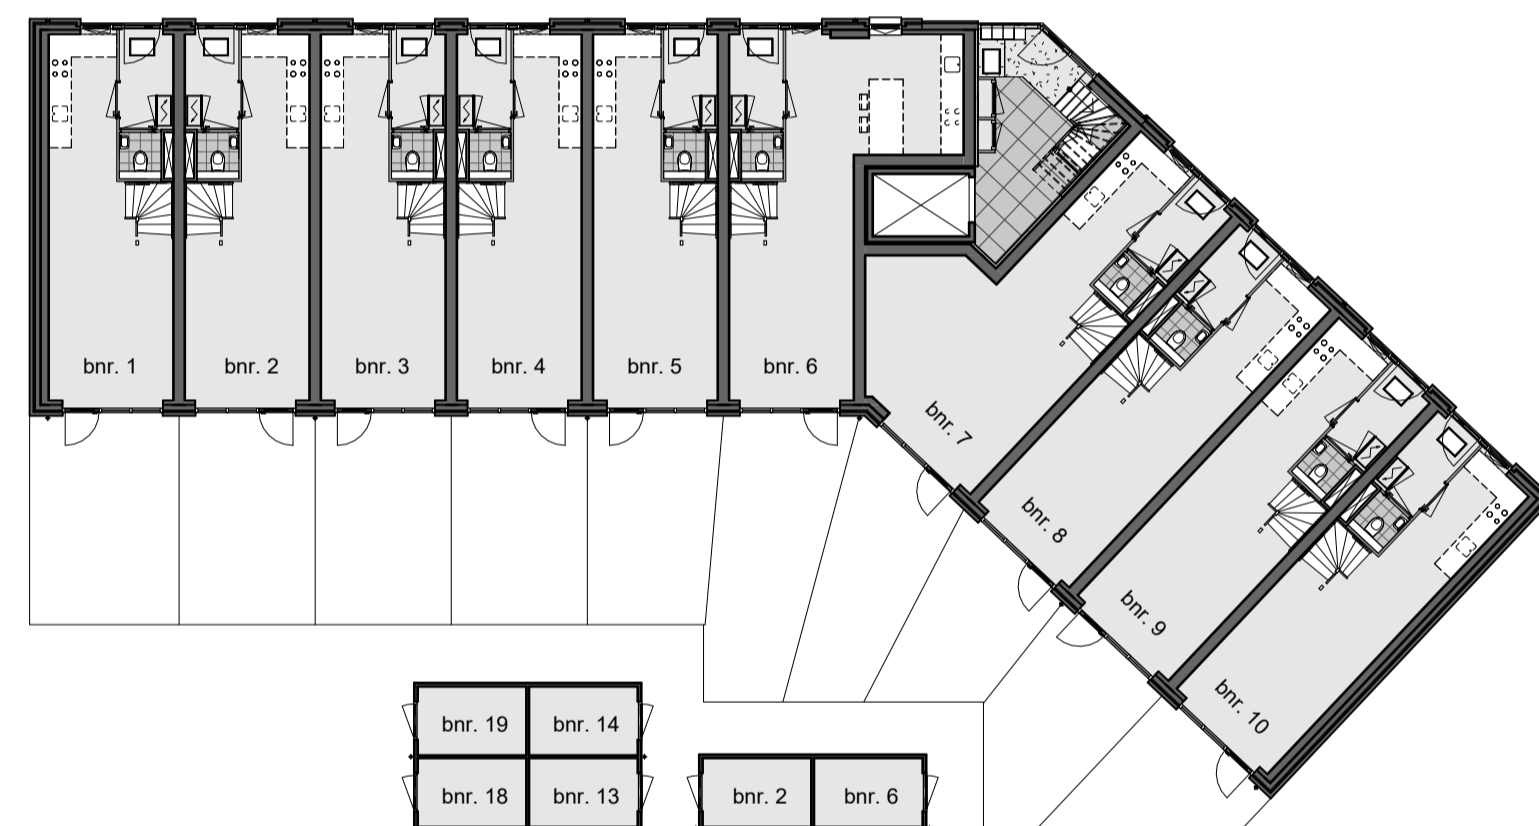 bnr. 1
bnr. 2
bnr. 3
bnr. 4
bnr. 5
bnr. 6
bnr. 7
bnr. 8
bnr. 9
bnr. 10
bnr. 19
bnr. 14
bnr. 18
bnr. 13
bnr. 2
bnr. 6